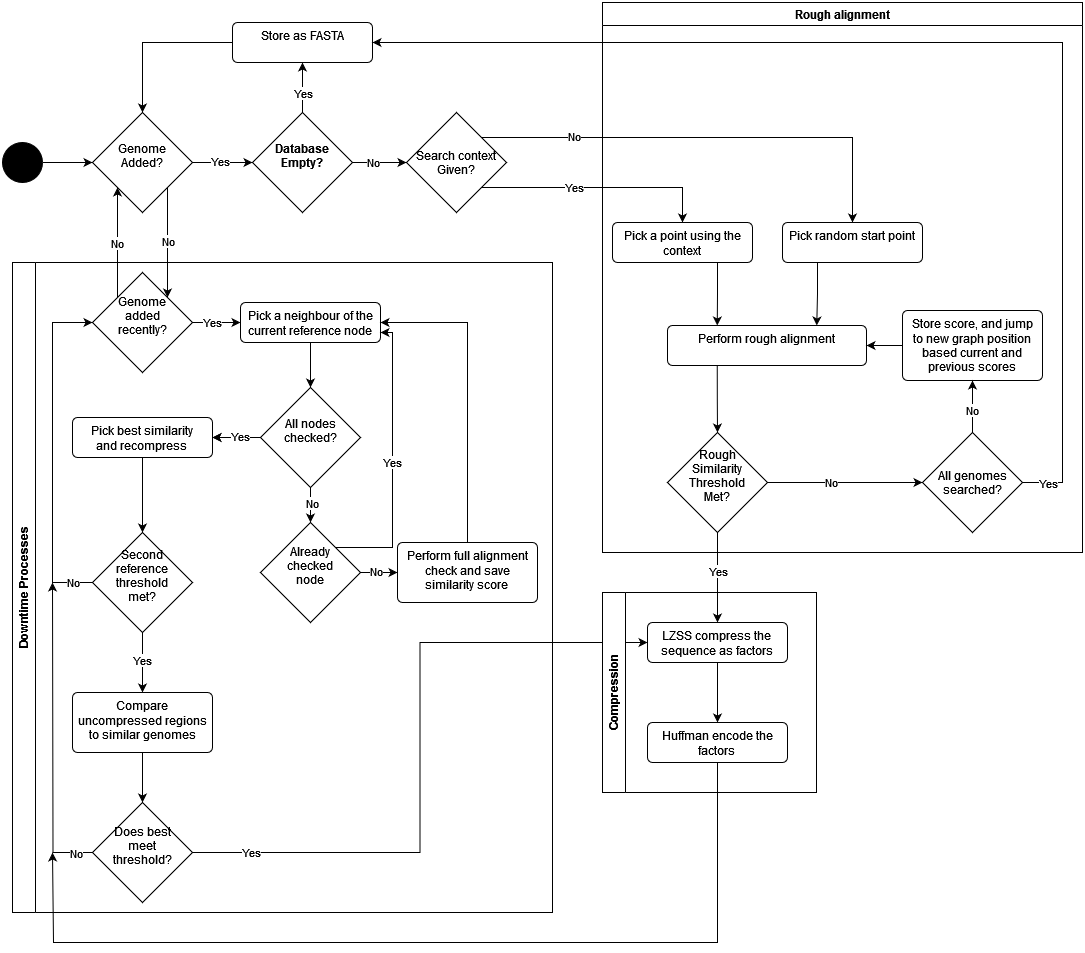 Rough alignment
Store as FASTA
Yes
Genome
Added?
Yes
Database
Empty?
No
Search context
Given?
No
Yes
Pick a point using the
context
Pick random start point
Perform rough alignment
Store score, and jump
to new graph position
based current and
previous scores
No
Rough
Similarity
Threshold
Met?
No
All genomes
searched?
Yes
Yes
No
No
Downtime Processes
Genome
added
recently?
Yes
Pick a neighbour of the
current reference node
All nodes
checked?
Yes
Pick best similarity
and recompress
No
Yes
Already
checked
node
No
Perform full alignment
check and save
similarity score
Second
reference
threshold
met?
No
Yes
Compare
uncompressed regions
to similar genomes
Does best
meet
threshold?
No
Yes
Compression
LZSS compress the
sequence as factors
Huffman encode the
factors